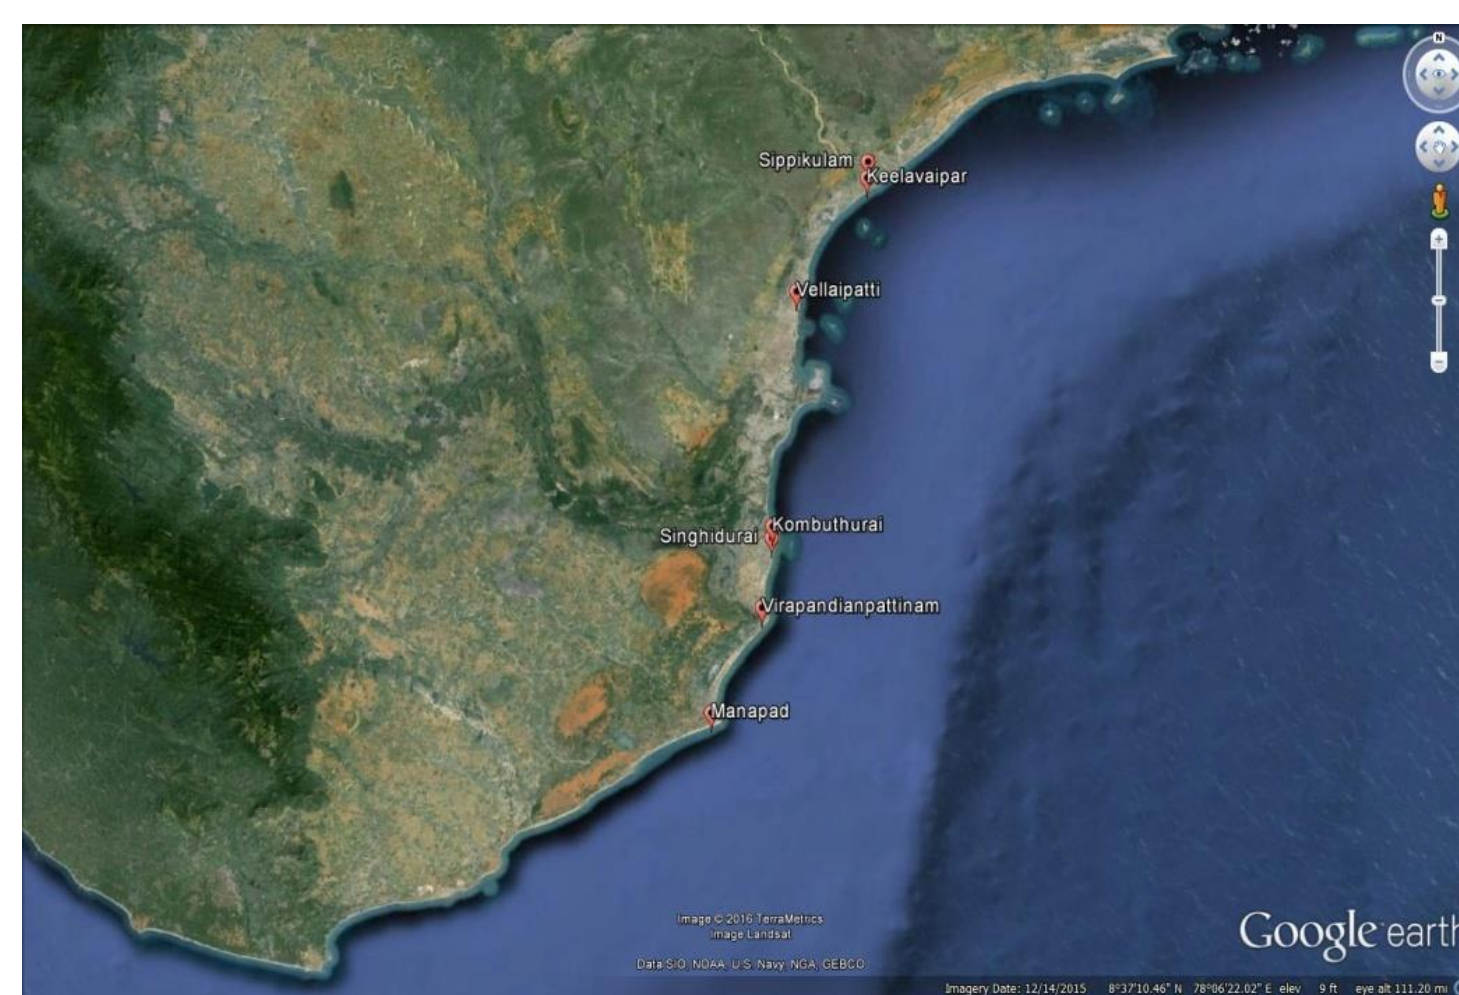 N
Sippikulam
Keelavaipar
Vellaipatti
Kombuthurai
Singhidurai
Virapandianpattinam
Manapad
Image © 2016 TerraMetrics
Image Landsat
Data SIO, NOAA, U.S. Navy, NGA, GEBCO
Google earth
Imagery Date: 12/14/2015 8°37'10.46" N 78°06'22.02" E elev 9 ft eye alt 111.20 mi